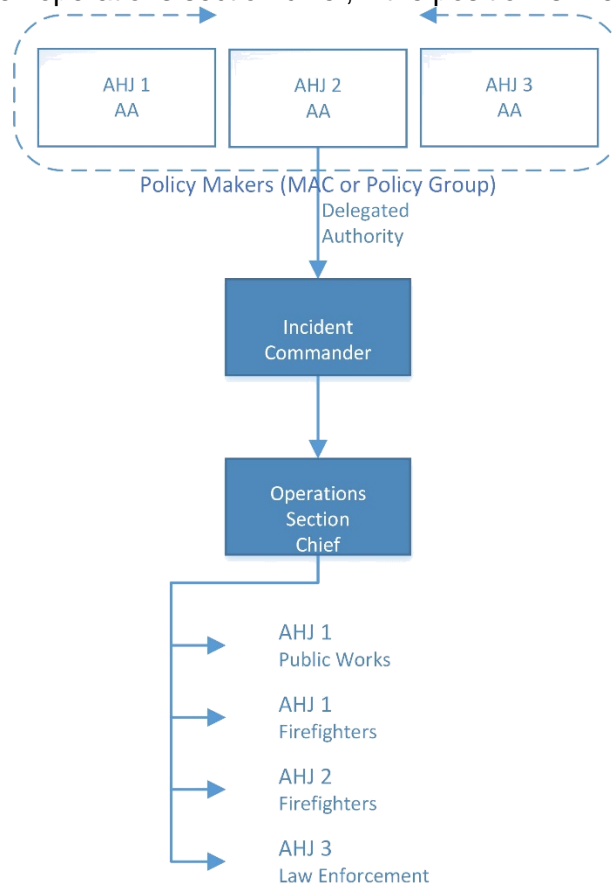 AHJ 1
AA
AHJ 2
AA
AHJ 3
AA
Policy Makers (MAC or Policy Group)
Delegated
Authority
Incident
Commander
Operations
Section
Chief
AHJ 1
Public Works
AHJ 1
Firefighters
AHJ 2
Firefighters
AHJ 3
Law Enforcement